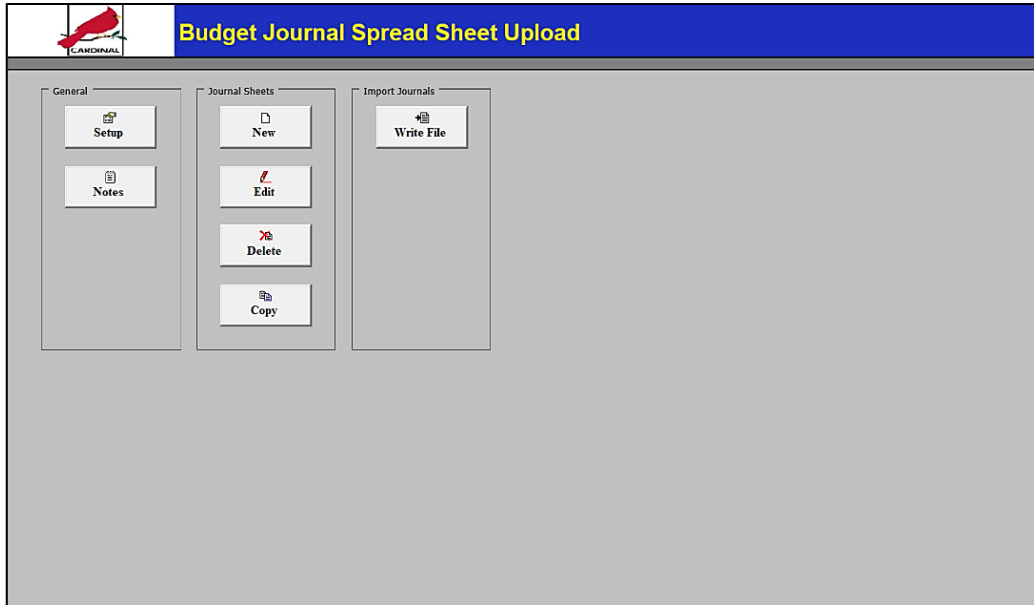 CARDINAL
Budget Journal Spread Sheet Upload
General
Setup
Notes
Journal Sheets
New
Edit
Delete
Copy
Import Journals
Write File